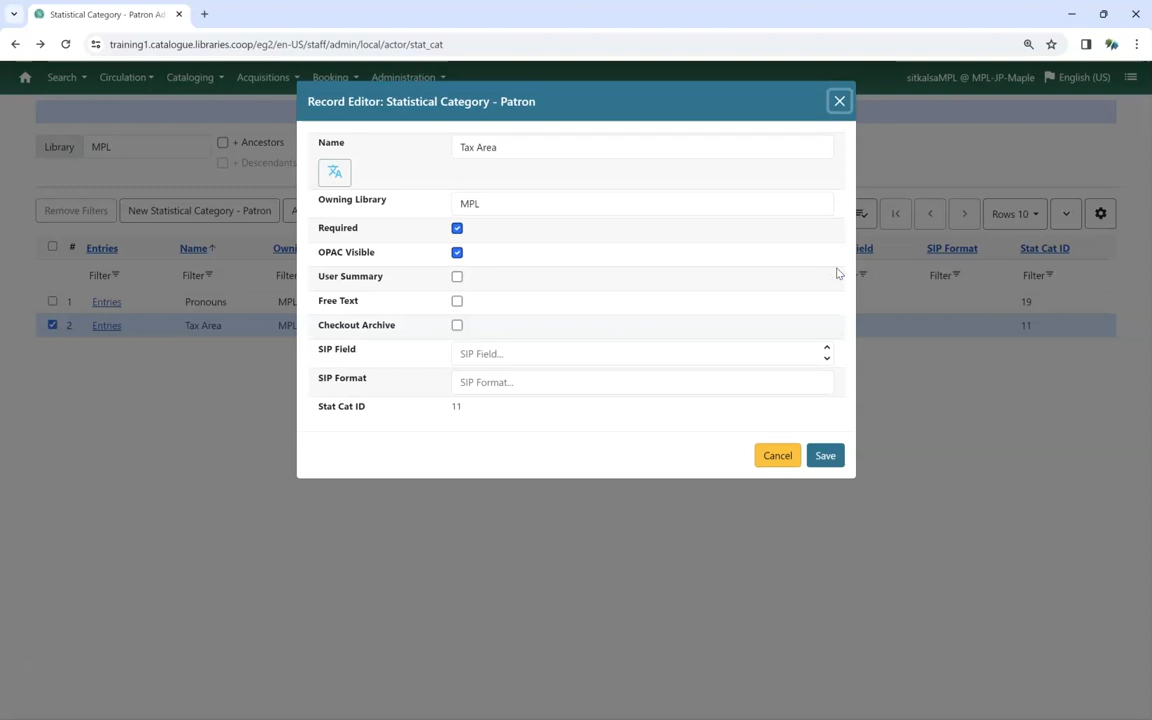 Statistical Category - Patron Ad
training1.catalogue.libraries.coop/eg2/en-US/staff/admin/local/actor/stat_cat
Search Circulation Cataloging Acquisitions Booking Administration sitkalsaMPL @ MPL-JP-Maple English (US)
Record Editor: Statistical Category - Patron
Library MPL + Ancestors
+ Descendants
Name Tax Area
Owning Library MPL
Required
OPAC Visible
User Summary
Free Text
Checkout Archive
SIP Field SIP Field...
SIP Format SIP Format...
Stat Cat ID 11
Cancel Save
Remove Filters New Statistical Category - Patron Rows 10
# Entries Name SIP Format Stat Cat ID
Filter Filter Filter Filter Filter
1 Entries Pronouns MPL 19
2 Entries Tax Area MPL 11